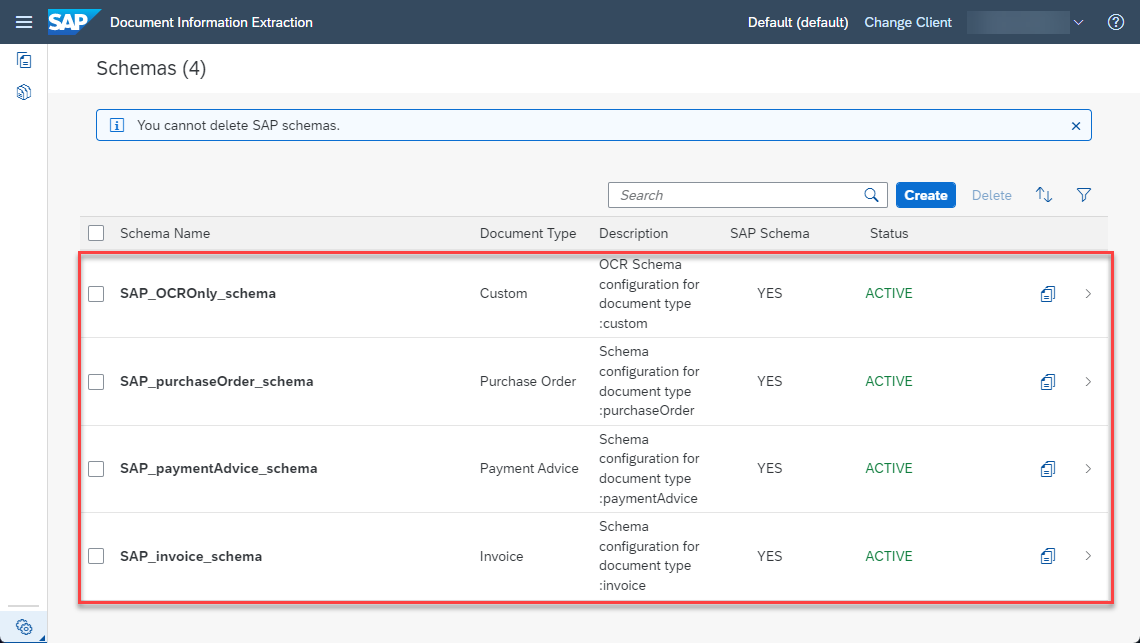 SAP Document Information Extraction Default (default) Change Client
Schemas (4)
You cannot delete SAP schemas.
Search Create Delete
Schema Name Document Type Description SAP Schema Status
SAP_OCROnly_schema Custom OCR Schema configuration for document type :custom YES ACTIVE
SAP_purchaseOrder_schema Purchase Order Schema configuration for document type :purchaseOrder YES ACTIVE
SAP_paymentAdvice_schema Payment Advice Schema configuration for document type :paymentAdvice YES ACTIVE
SAP_invoice_schema Invoice Schema configuration for document type :invoice YES ACTIVE